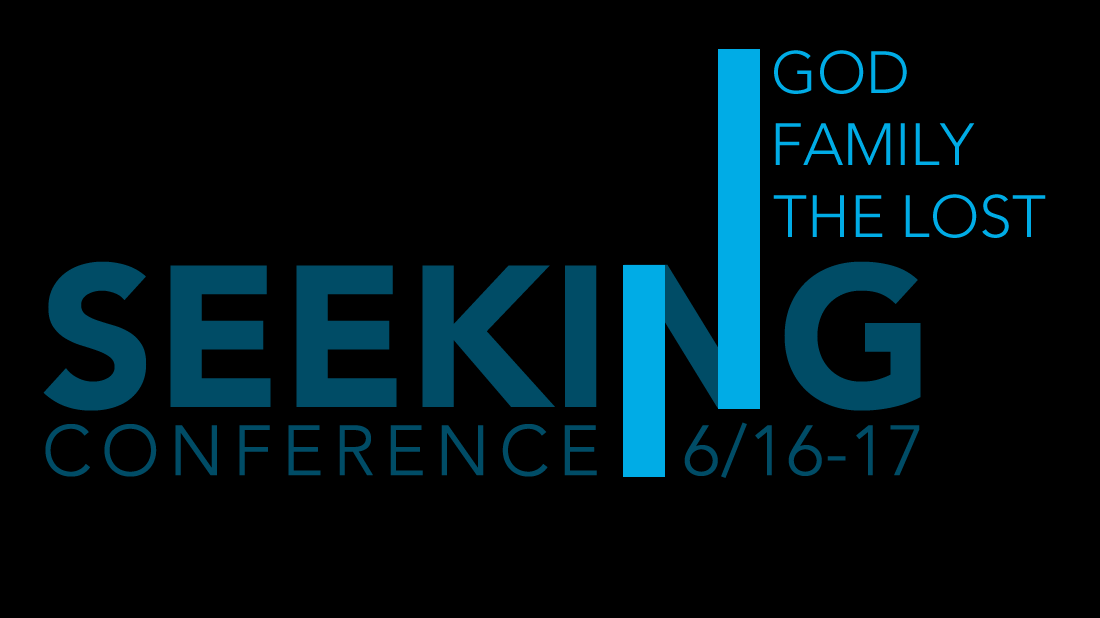 GOD
FAMILY
THE LOST
SEEKING
CONFERENCE 6/16-17